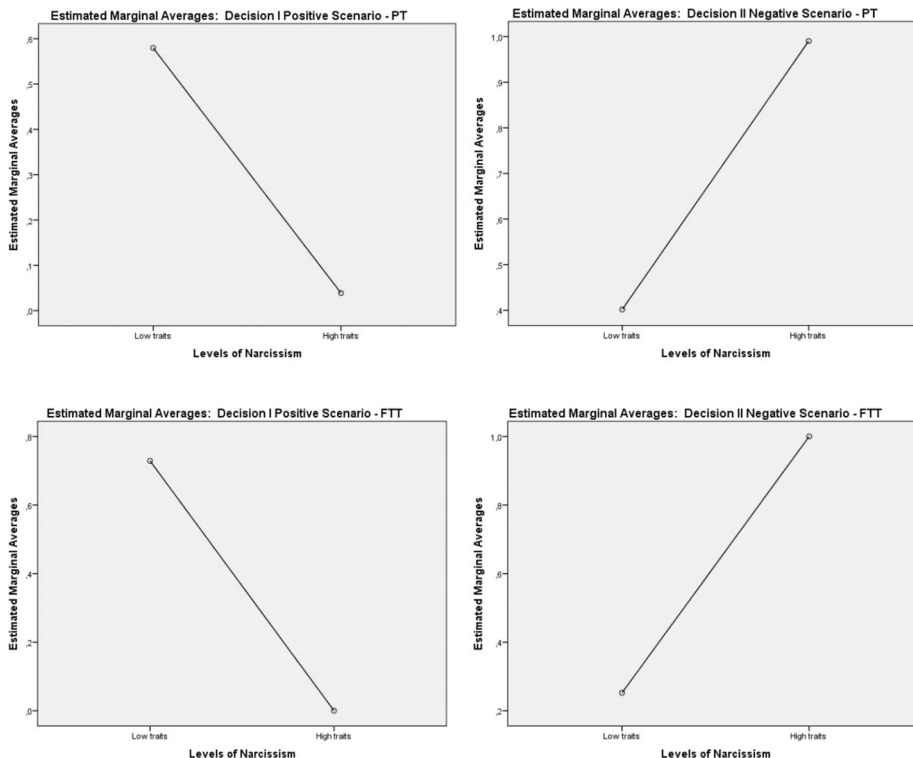 Estimated Marginal Averages: Decision I Positive Scenario - PT
Estimated Marginal Averages
,6
,5
,4
,3
,2
,1
,0
Low traits High traits
Levels of Narcissism
Estimated Marginal Averages: Decision II Negative Scenario - PT
Estimated Marginal Averages
1,0
,9
,8
,7
,6
,5
,4
Low traits High traits
Levels of Narcissism
Estimated Marginal Averages: Decision I Positive Scenario - FTT
Estimated Marginal Averages
,8
,6
,4
,2
,0
Low traits High traits
Levels of Narcissism
Estimated Marginal Averages: Decision II Negative Scenario - FTT
Estimated Marginal Averages
1,0
,8
,6
,4
,2
Low traits High traits
Levels of Narcissism